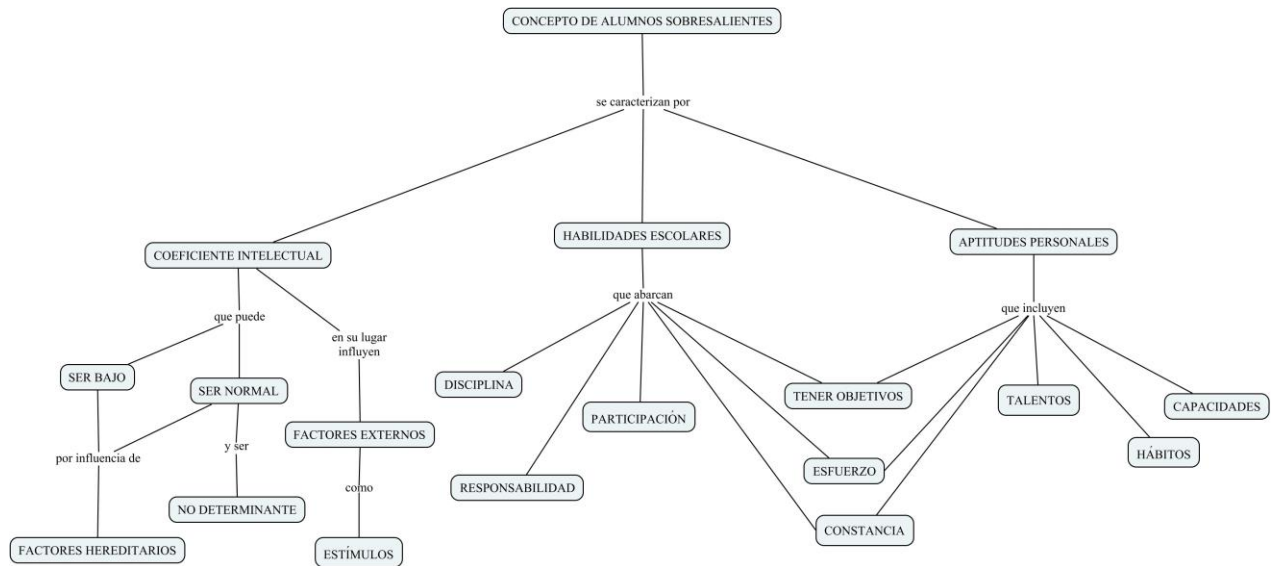 CONCEPTO DE ALUMNOS SOBRESALIENTES
se caracterizan por
COEFICIENTE INTELECTUAL
HABILIDADES ESCOLARES
APTITUDES PERSONALES
que puede
en su lugar
influyen
que abarcan
que incluyen
SER BAJO
SER NORMAL
FACTORES EXTERNOS
DISCIPLINA
PARTICIPACIÓN
TENER OBJETIVOS
TALENTOS
CAPACIDADES
por influencia de
y ser
como
RESPONSABILIDAD
ESFUERZO
HÁBITOS
NO DETERMINANTE
CONSTANCIA
FACTORES HEREDITARIOS
ESTÍMULOS